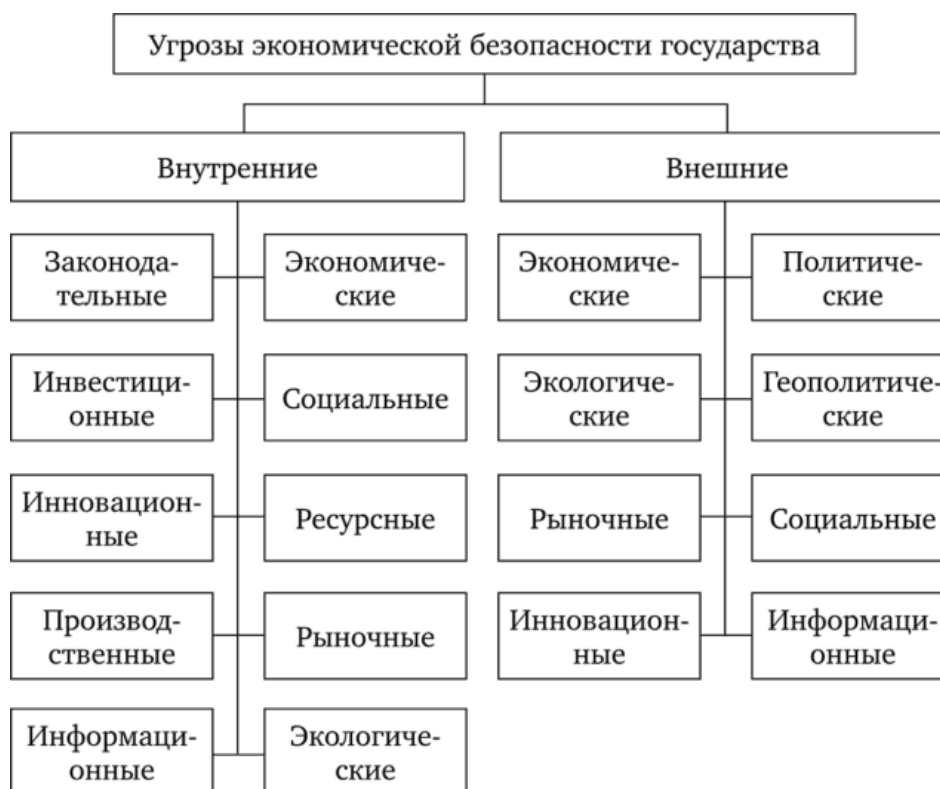 Угрозы экономической безопасности государства
Внутренние
Внешние
Законода-
тельные
Экономиче-
ские
Экономиче-
ские
Политиче-
ские
Инвестици-
онные
Социальные
Экологиче-
ские
Геополитиче-
ские
Инновацион-
ные
Ресурсные
Рыночные
Социальные
Производ-
ственные
Рыночные
Инновацион-
ные
Информаци-
онные
Информаци-
онные
Экологиче-
ские